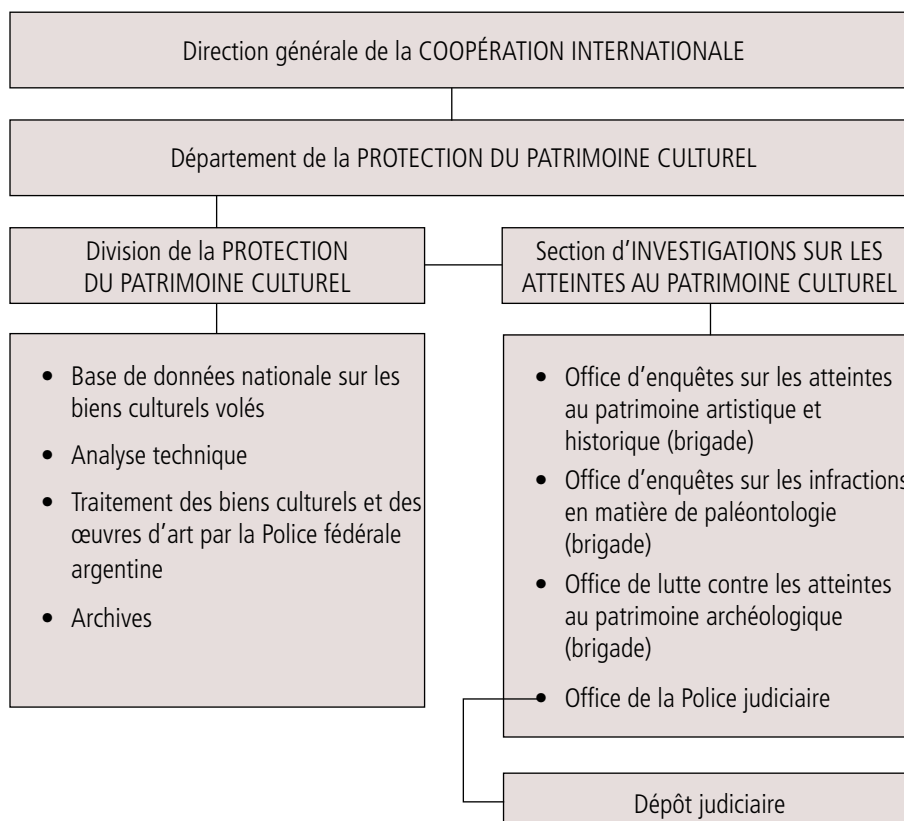 Direction générale de la COOPÉRATION INTERNATIONALE
Département de la PROTECTION DU PATRIMOINE CULTUREL
Division de la PROTECTION
DU PATRIMOINE CULTUREL
Section d'INVESTIGATIONS SUR LES
ATTEINTES AU PATRIMOINE CULTUREL
• Base de données nationale sur les
biens culturels volés
• Analyse technique
• Traitement des biens culturels et des
œuvres d'art par la Police fédérale
argentine
• Archives
• Office d'enquêtes sur les atteintes
au patrimoine artistique et
historique (brigade)
• Office d'enquêtes sur les infractions
en matière de paléontologie
(brigade)
• Office de lutte contre les atteintes
au patrimoine archéologique
(brigade)
• Office de la Police judiciaire
Dépôt judiciaire